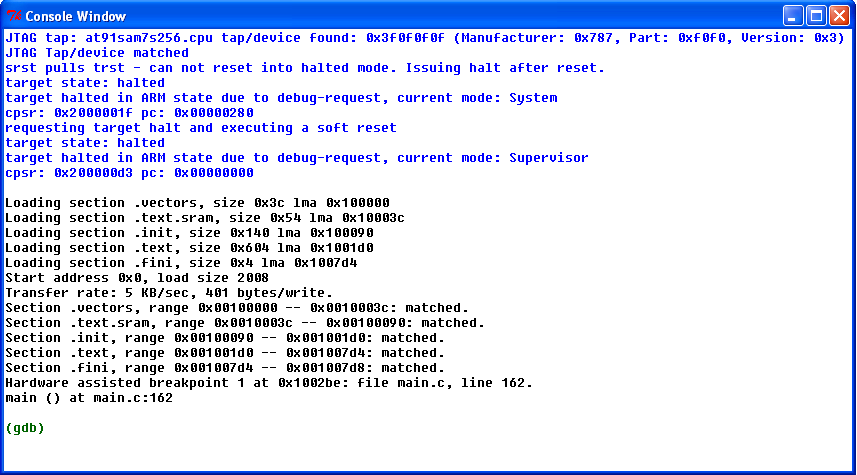 Console Window
JTAG tap: at91sam7s256.cpu tap/device found: 0x3f0f0f0f (Manufacturer: 0x787, Part: 0xf0f0, Version: 0x3)
JTAG Tap/device matched
srst pulls trst - can not reset into halted mode. Issuing halt after reset.
target state: halted
target halted in ARM state due to debug-request, current mode: System
cpsr: 0x2000001f pc: 0x00000280
requesting target halt and executing a soft reset
target state: halted
target halted in ARM state due to debug-request, current mode: Supervisor
cpsr: 0x200000d3 pc: 0x00000000
Loading section .vectors, size 0x3c lma 0x100000
Loading section .text.sram, size 0x54 lma 0x10003c
Loading section .init, size 0x140 lma 0x100090
Loading section .text, size 0x604 lma 0x1001d0
Loading section .fini, size 0x4 lma 0x1007d4
Start address 0x0, load size 2008
Transfer rate: 5 KB/sec, 401 bytes/write.
Section .vectors, range 0x00100000 -- 0x0010003c: matched.
Section .text.sram, range 0x0010003c -- 0x00100090: matched.
Section .init, range 0x00100090 -- 0x001001d0: matched.
Section .text, range 0x001001d0 -- 0x001007d4: matched.
Section .fini, range 0x001007d4 -- 0x001007d8: matched.
Hardware assisted breakpoint 1 at 0x1002be: file main.c, line 162.
main () at main.c:162
(gdb)